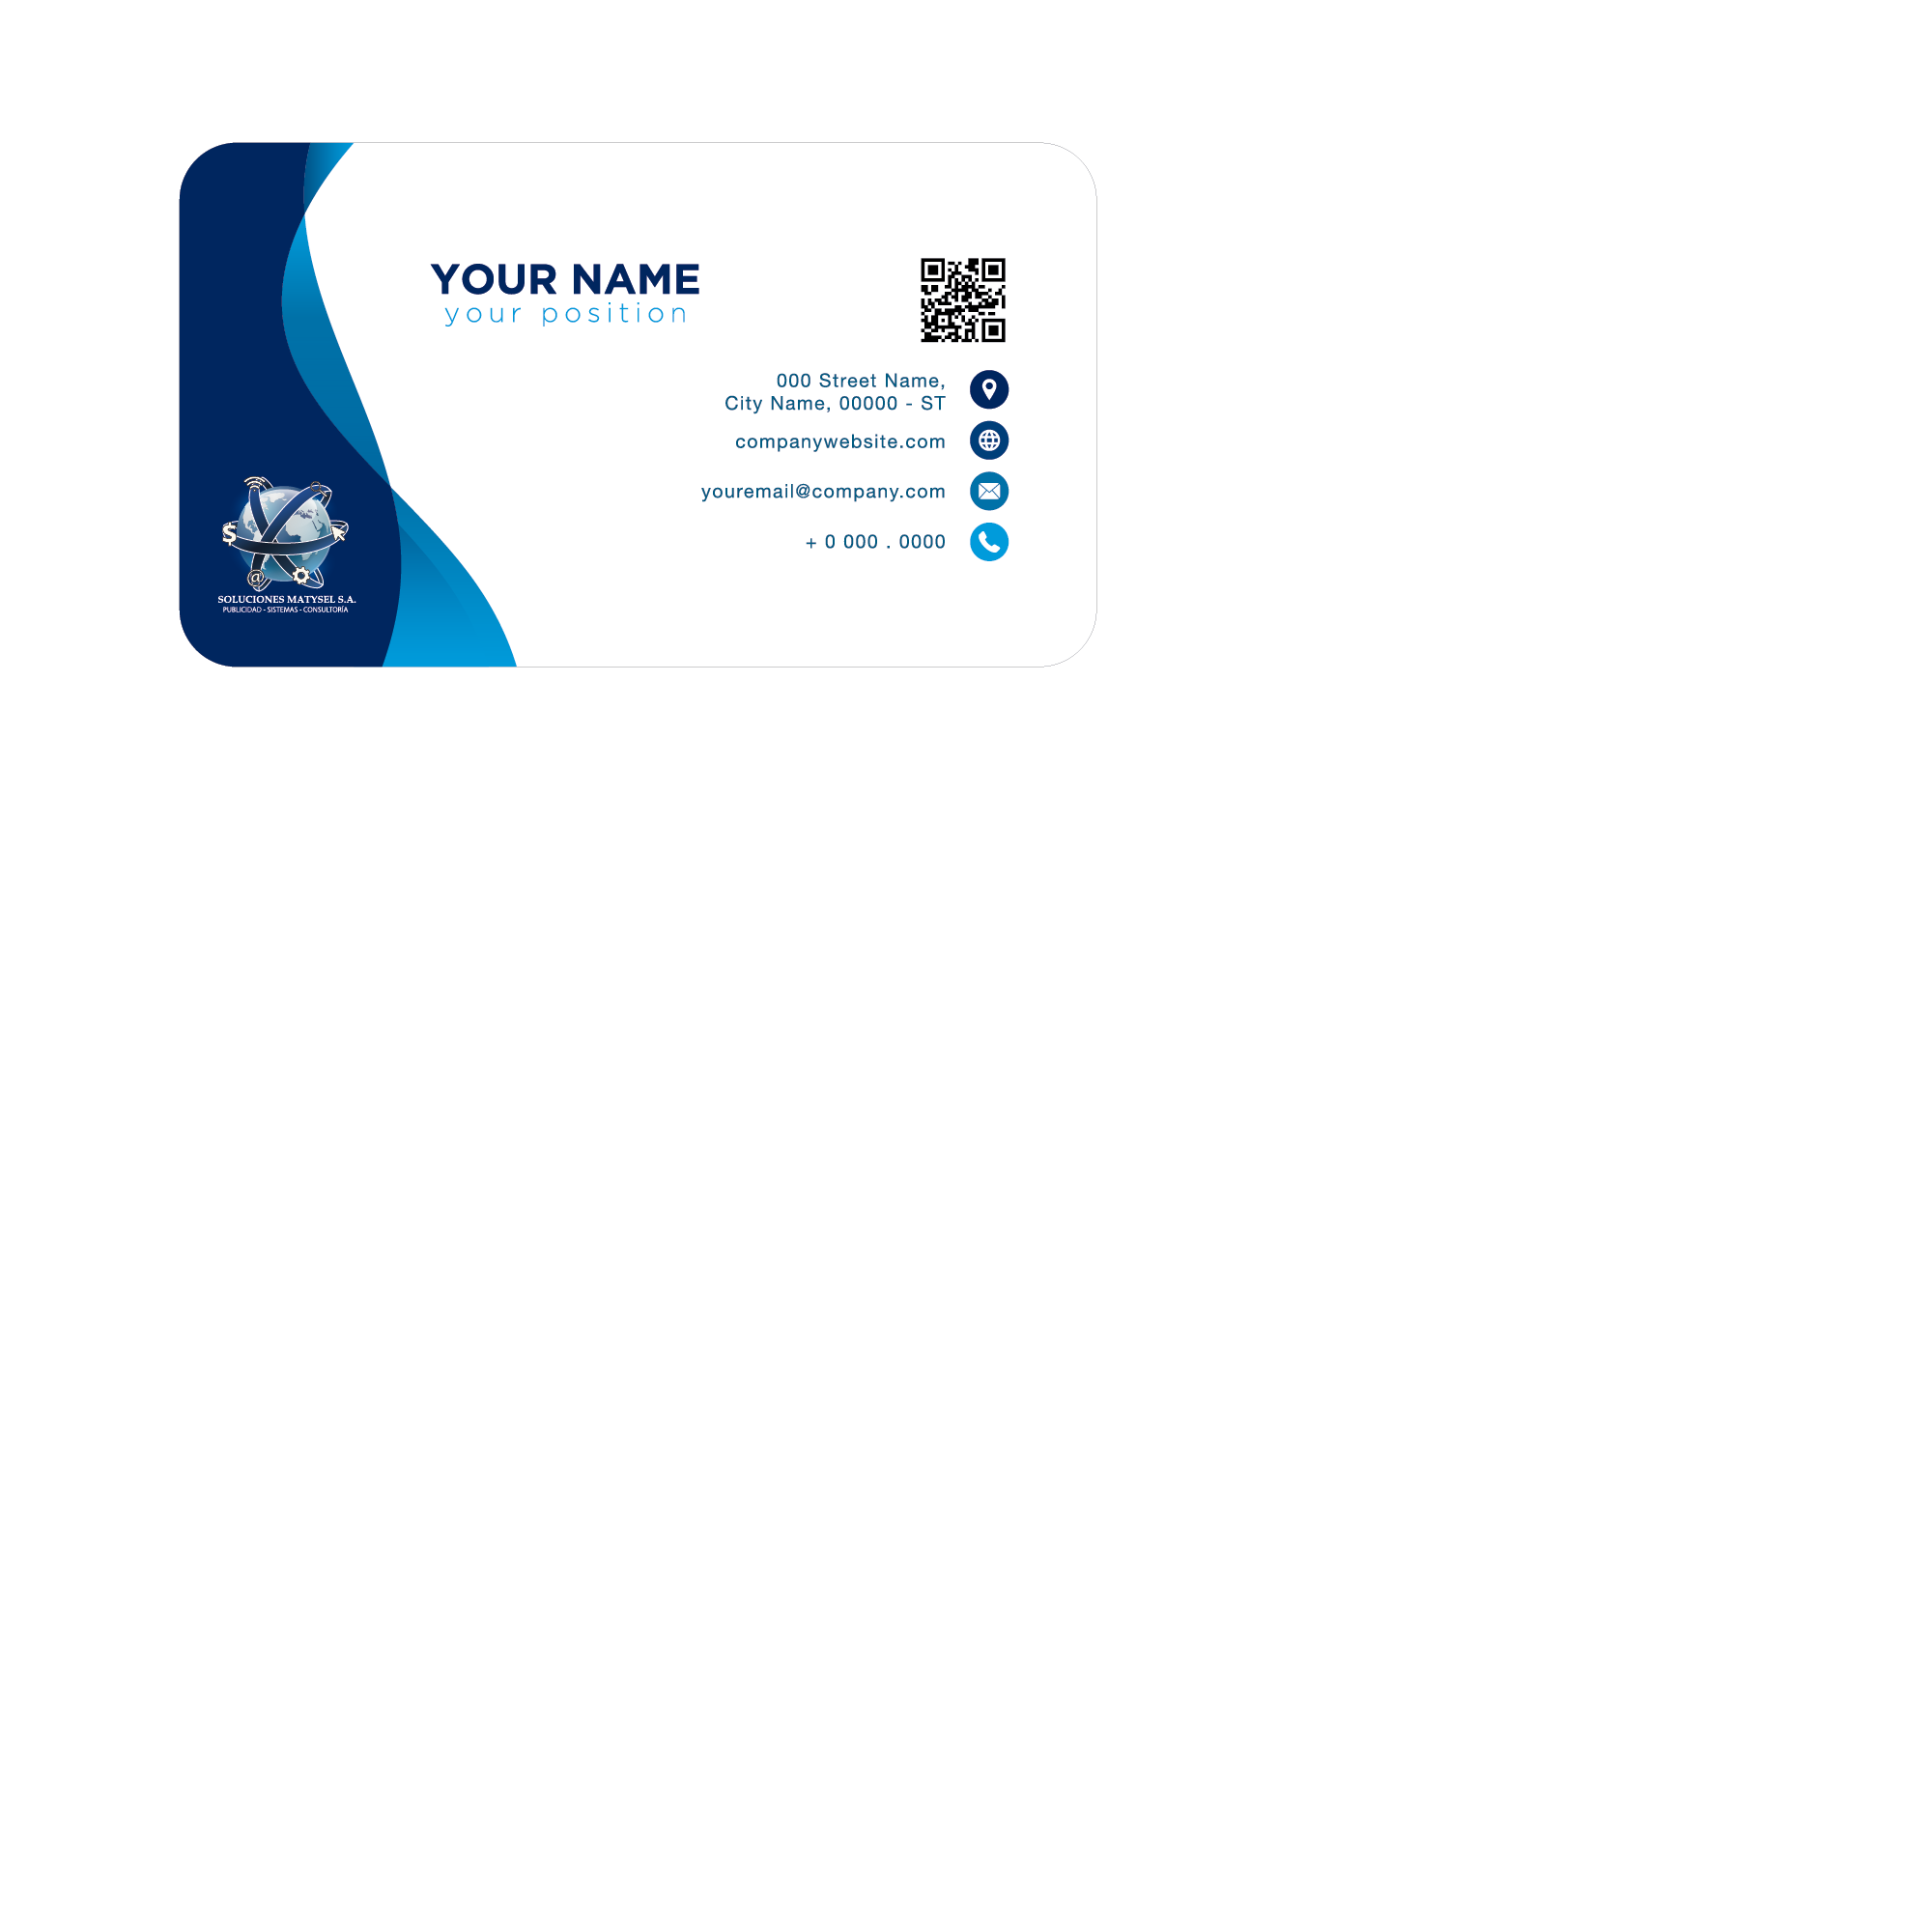 YOUR NAME
your position
000 Street Name,
City Name, 00000 - ST
companywebsite.com
youremail@company.com
+ 0 000 . 0000
$
@
SOLUCIONES MATYSEL S.A.
PUBLICIDAD - SISTEMAS - CONSULTORÍA